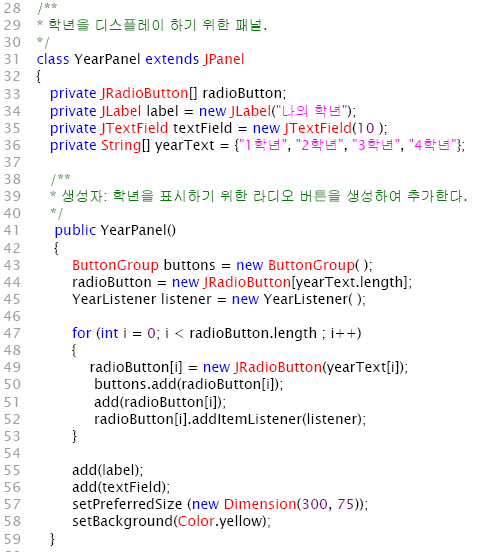 28 /**
29 * 학년을 디스플레이 하기 위한 패널.
30 */
31 class YearPanel extends JPanel
32 {
33 private JRadioButton[] radioButton;
34 private JLabel label = new JLabel("나의 학년");
35 private JTextField textField = new JTextField(10 );
36 private String[] yearText = {"1학년", "2학년", "3학년", "4학년"};
37
38 /**
39 * 생성자: 학년을 표시하기 위한 라디오 버튼을 생성하여 추가한다.
40 */
41 public YearPanel()
42 {
43 ButtonGroup buttons = new ButtonGroup( );
44 radioButton = new JRadioButton[yearText.length];
45 YearListener listener = new YearListener( );
46
47 for (int i = 0; i < radioButton.length ; i++)
48 {
49 radioButton[i] = new JRadioButton(yearText[i]);
50 buttons.add(radioButton[i]);
51 add(radioButton[i]);
52 radioButton[i].addItemListener(listener);
53 }
54
55 add(label);
56 add(textField);
57 setPreferredSize (new Dimension(300, 75));
58 setBackground(Color.yellow);
59 }